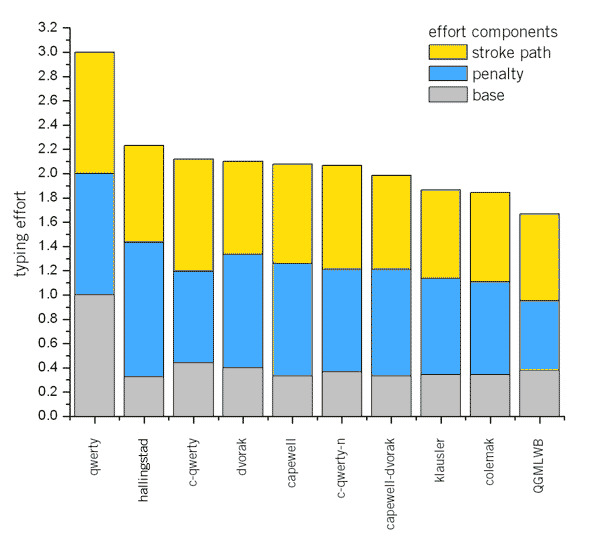 effort components
stroke path
penalty
base
typing effort
3.2
3.0
2.8
2.6
2.4
2.2
2.0
1.8
1.6
1.4
1.2
1.0
0.8
0.6
0.4
0.2
0.0
qwerty
hallingstad
c-qwerty
dvorak
capewell
c-qwerty-n
capewell-dvorak
klausler
colemak
QGMLWB